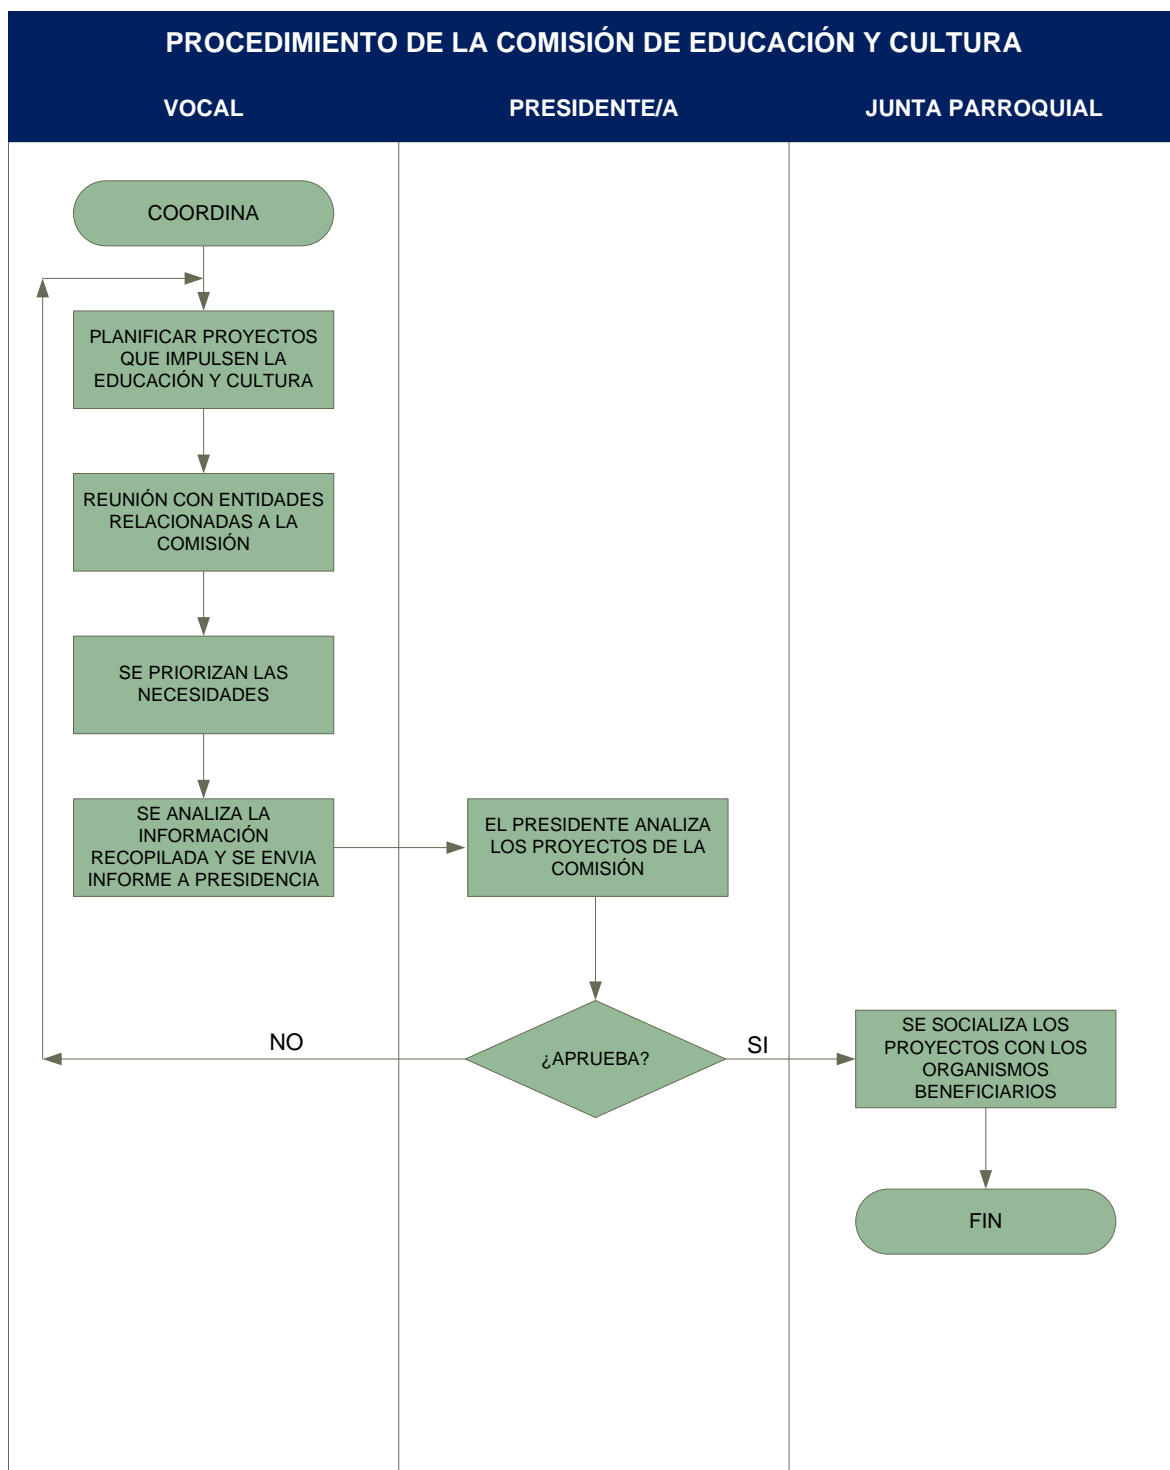 PROCEDIMIENTO DE LA COMISIÓN DE EDUCACIÓN Y CULTURA
VOCAL
PRESIDENTE/A
JUNTA PARROQUIAL
COORDINA
PLANIFICAR PROYECTOS
QUE IMPULSEN LA
EDUCACIÓN Y CULTURA
REUNIÓN CON ENTIDADES
RELACIONADAS A LA
COMISIÓN
SE PRIORIZAN LAS
NECESIDADES
SE ANALIZA LA
INFORMACIÓN
RECOPILADA Y SE ENVIA
INFORME A PRESIDENCIA
EL PRESIDENTE ANALIZA
LOS PROYECTOS DE LA
COMISIÓN
NO
¿APRUEBA?
SI
SE SOCIALIZA LOS
PROYECTOS CON LOS
ORGANISMOS
BENEFICIARIOS
FIN